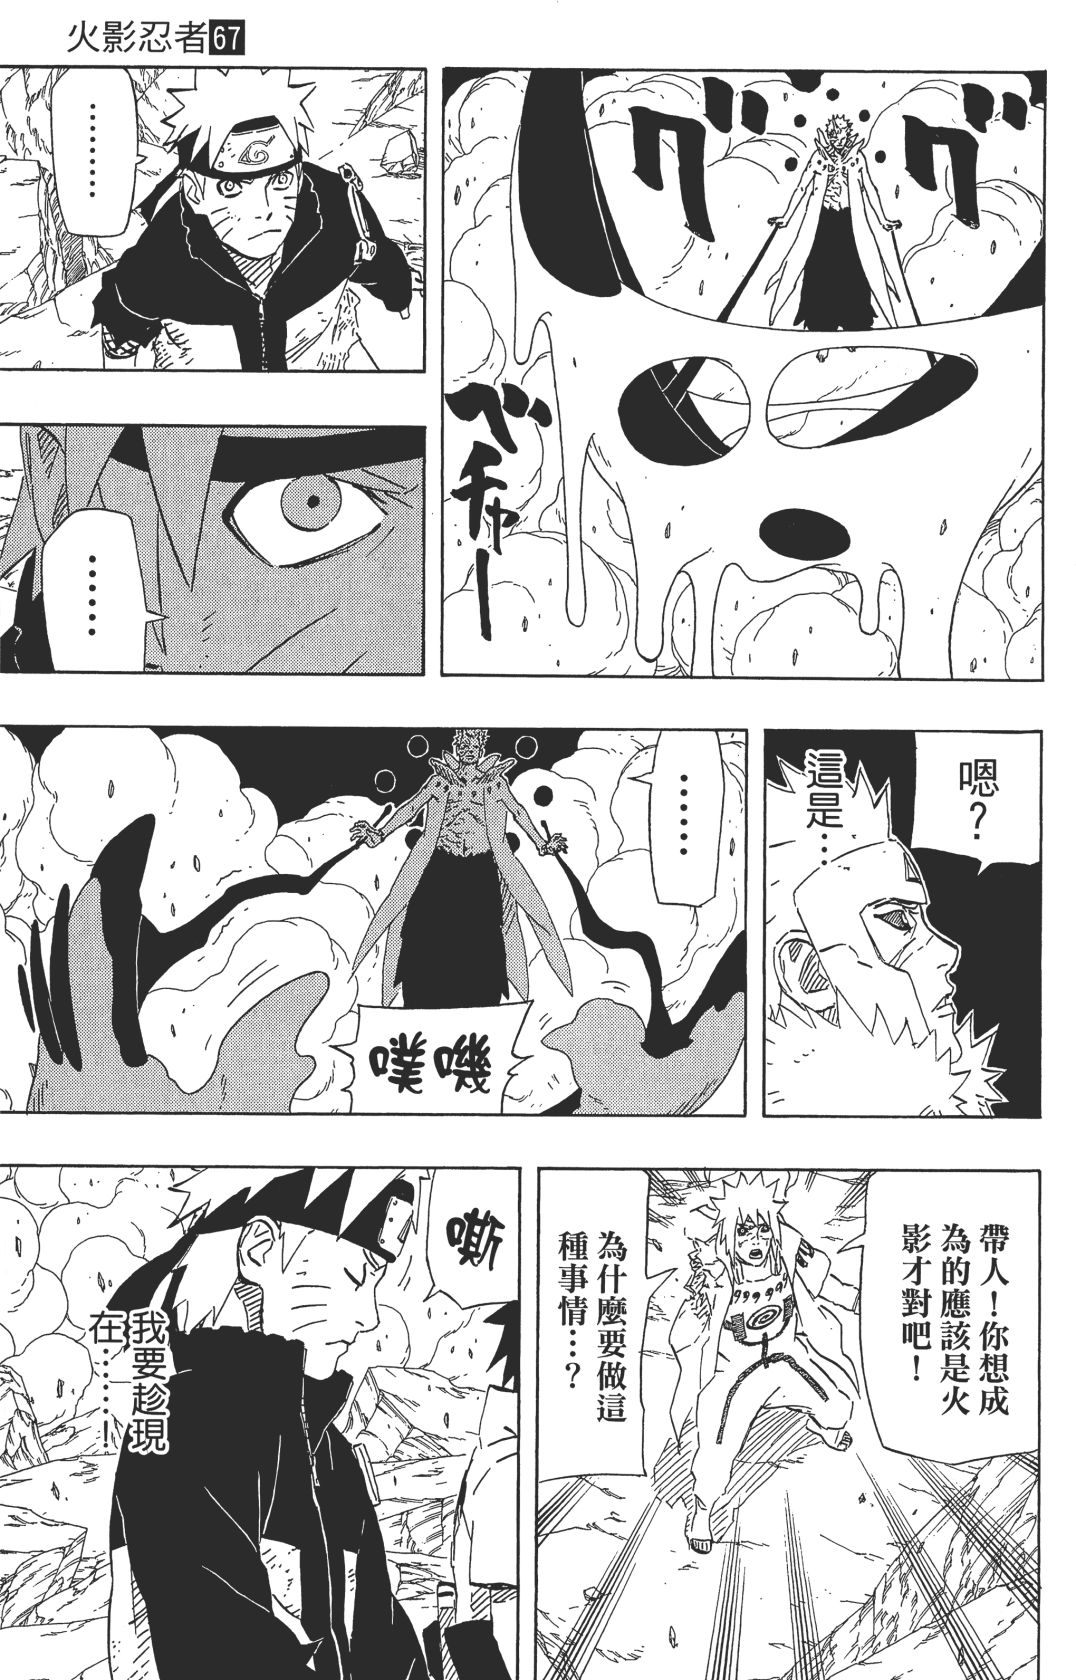 火影忍者67
グ
グ
ベチャー
………
………
嗯？
這是…
………
噗嘰
帶人！你想成
為的應該是火
影才對吧！
為什麼要做這
種事情…？
嘶
我要趁現
在……！